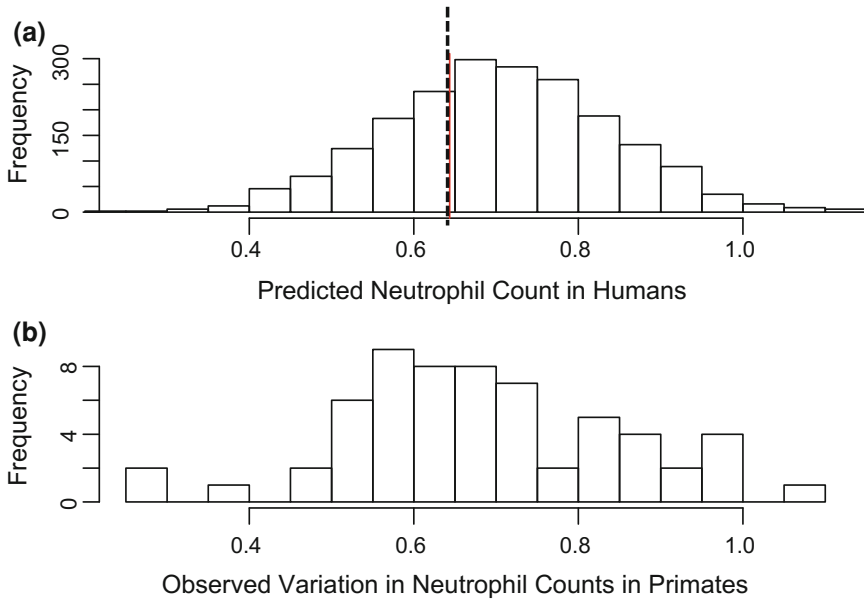 (a)
Frequency
300
150
0
0.4 0.6 0.8 1.0
Predicted Neutrophil Count in Humans
(b)
Frequency
8
4
0
0.4 0.6 0.8 1.0
Observed Variation in Neutrophil Counts in Primates